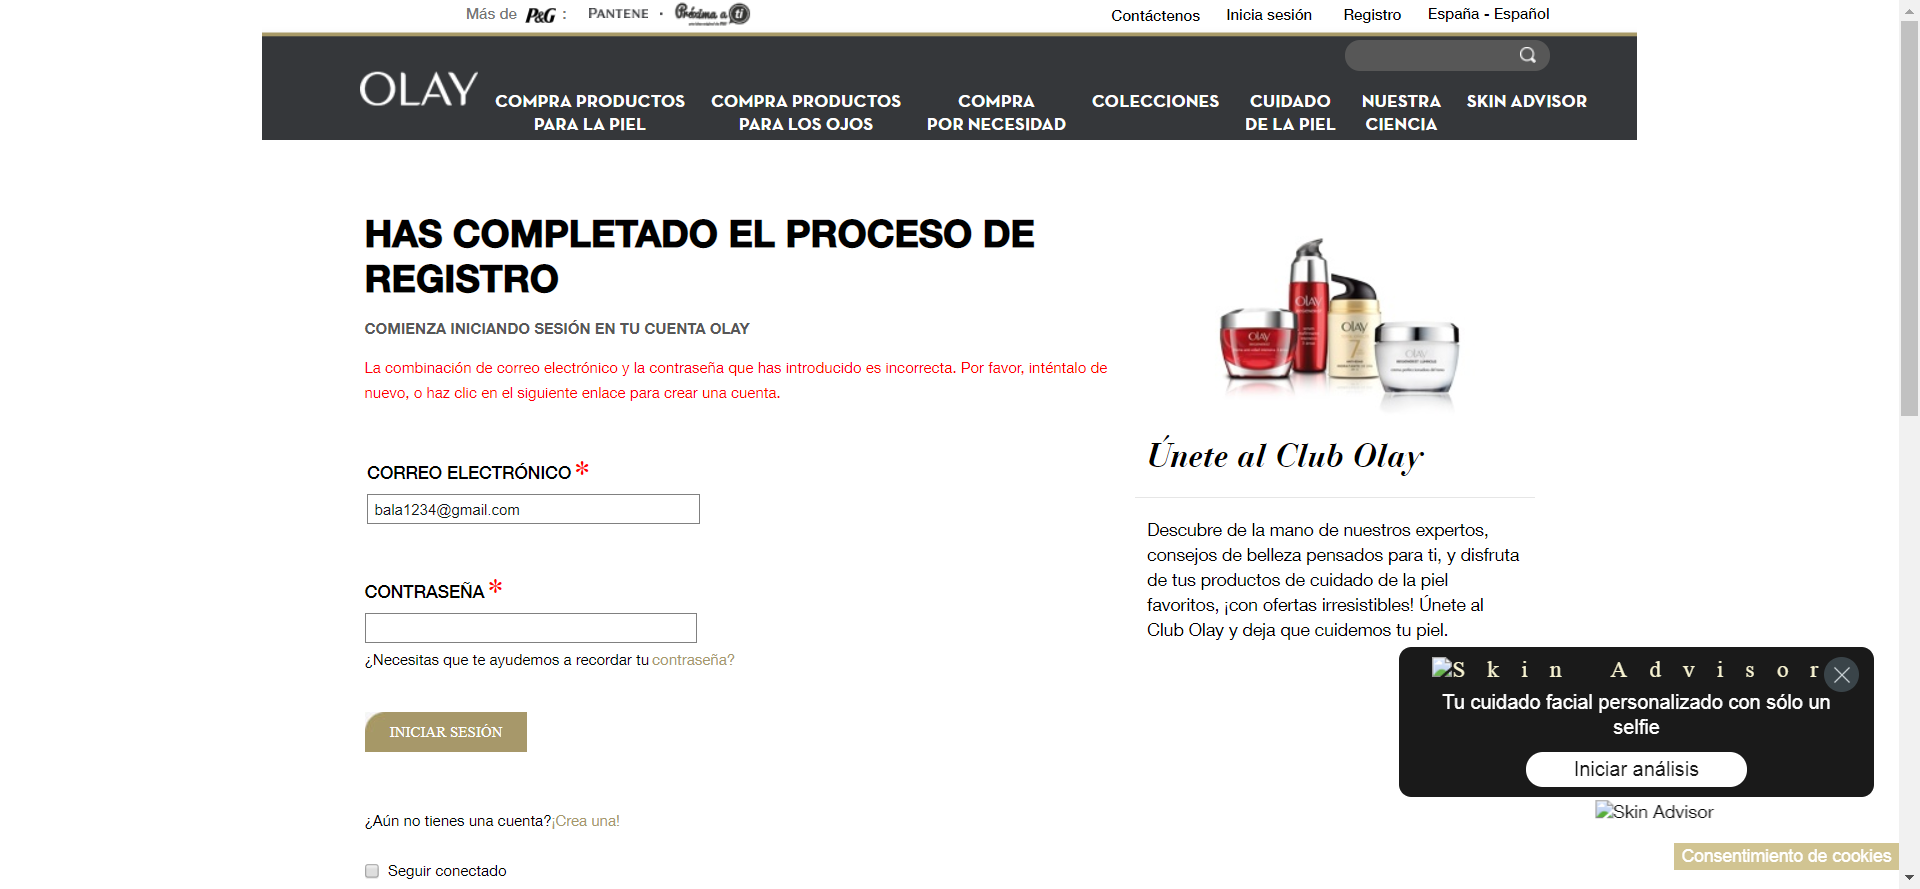 Más de P&G :
PANTENE
Próxima a ti
Contáctenos
Inicia sesión
Registro
España - Español
OLAY
COMPRA PRODUCTOS
PARA LA PIEL
COMPRA PRODUCTOS
PARA LOS OJOS
COMPRA
POR NECESIDAD
COLECCIONES
CUIDADO
DE LA PIEL
NUESTRA
CIENCIA
SKIN ADVISOR
HAS COMPLETADO EL PROCESO DE
REGISTRO
COMIENZA INICIANDO SESIÓN EN TU CUENTA OLAY
La combinación de correo electrónico y la contraseña que has introducido es incorrecta. Por favor, inténtalo de
nuevo, o haz clic en el siguiente enlace para crear una cuenta.
CORREO ELECTRÓNICO *
bala1234@gmail.com
CONTRASEÑA *
¿Necesitas que te ayudemos a recordar tu contraseña?
INICIAR SESIÓN
¿Aún no tienes una cuenta?¡Crea una!
Seguir conectado
OLAY
OLAY
OLAY
7
OLAY
Únete al Club Olay
Descubre de la mano de nuestros expertos,
consejos de belleza pensados para ti, y disfruta
de tus productos de cuidado de la piel
favoritos, ¡con ofertas irresistibles! Únete al
Club Olay y deja que cuidemos tu piel.
Skin Advisor
Tu cuidado facial personalizado con sólo un
selfie
Iniciar análisis
Skin Advisor
Consentimiento de cookies